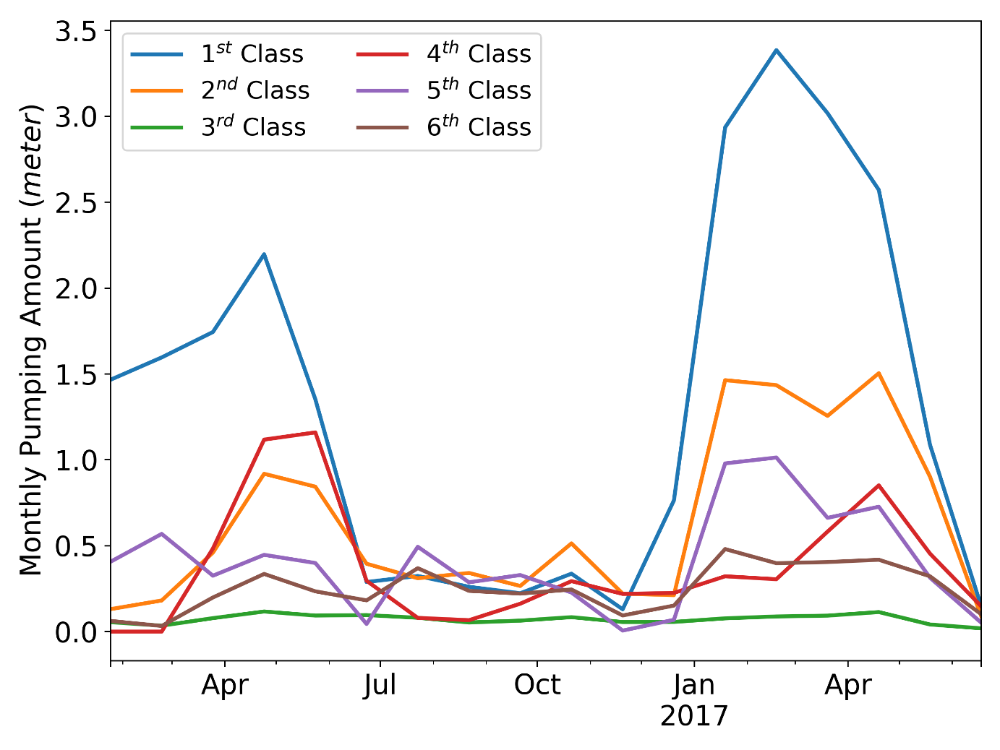 Monthly Pumping Amount (meter)
3.5
3.0
2.5
2.0
1.5
1.0
0.5
0.0
1st Class
2nd Class
3rd Class
4th Class
5th Class
6th Class
Apr Jul Oct Jan Apr
2017